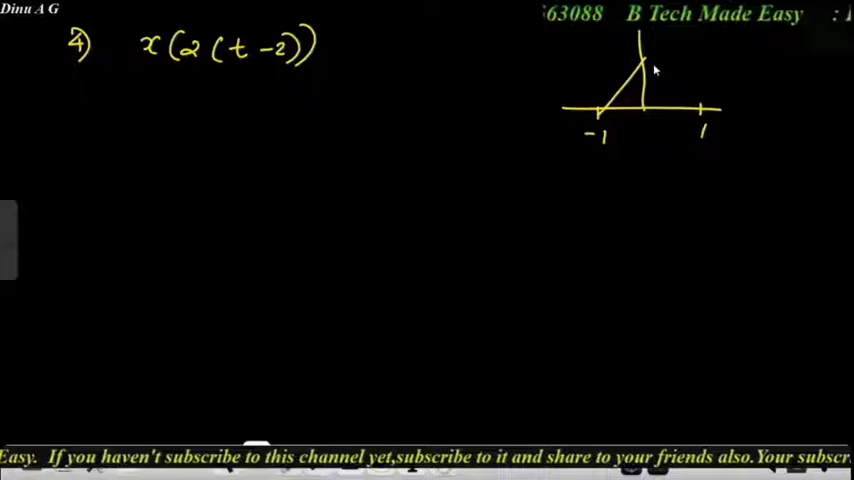 Dinu A G
63088 B Tech Made Easy : 
4) x(2(t-2))
-1 1
Easy. If you haven't subscribe to this channel yet,subscribe to it and share to your friends also.Your subscr